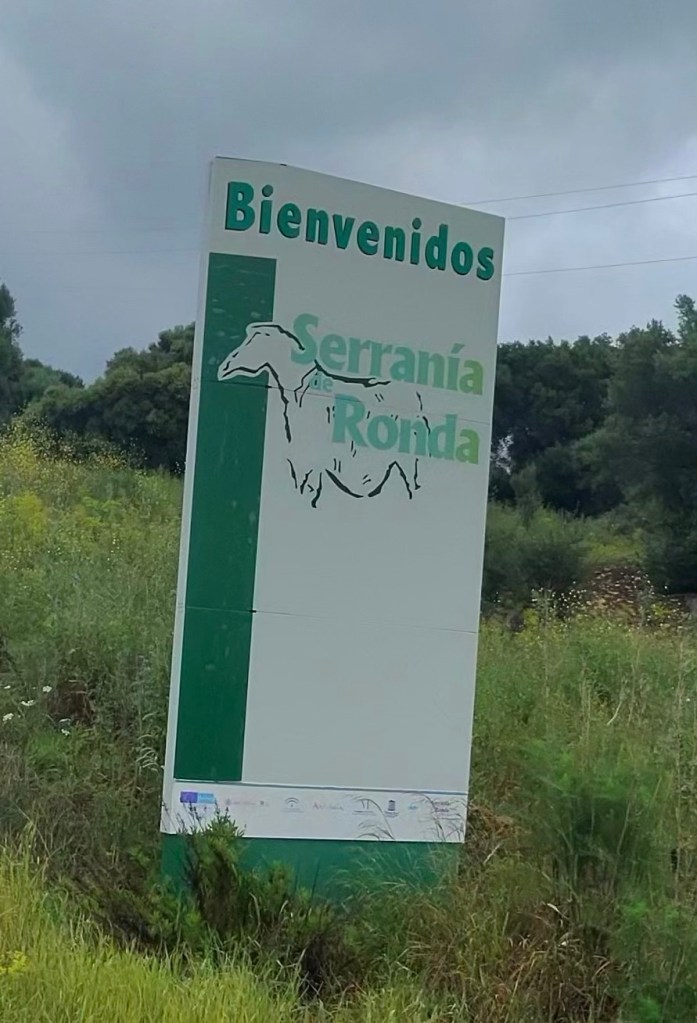 Bienvenidos
Serranía
de
Ronda